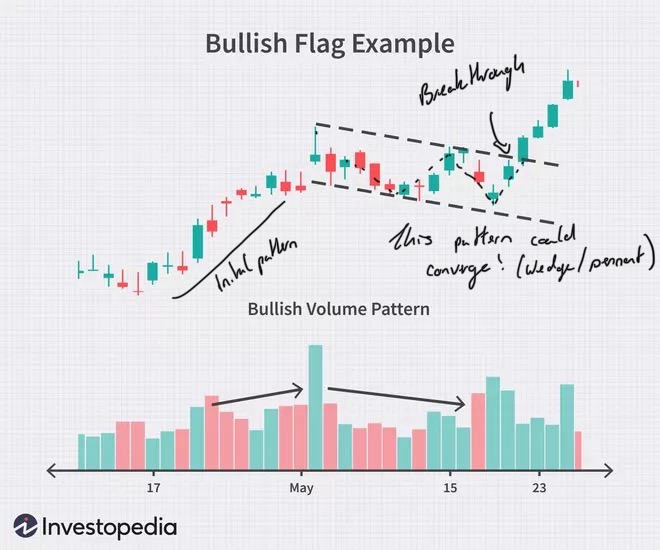 Bullish Flag Example
Breakthrough
Initial pattern
This pattern could
converge! (Wedge/pennant)
Bullish Volume Pattern
17
May
15
23
Investopedia